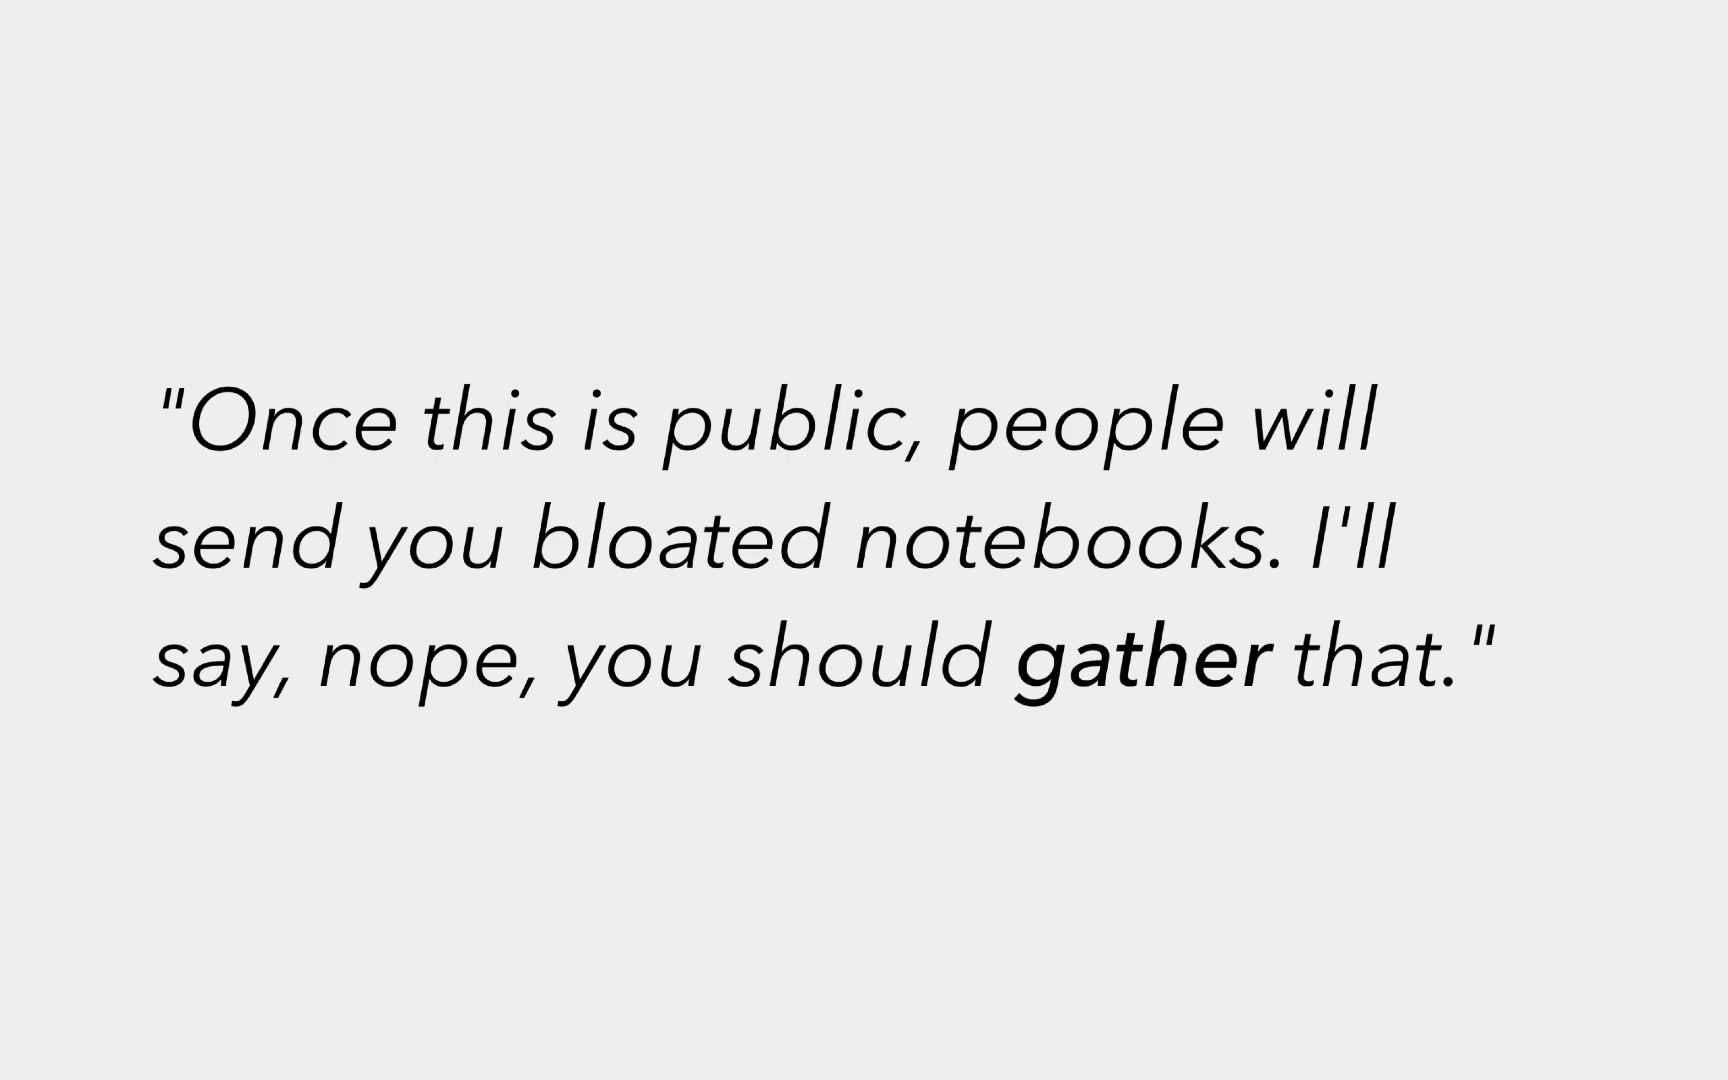 "Once this is public, people will
send you bloated notebooks. I'll
say, nope, you should gather that."